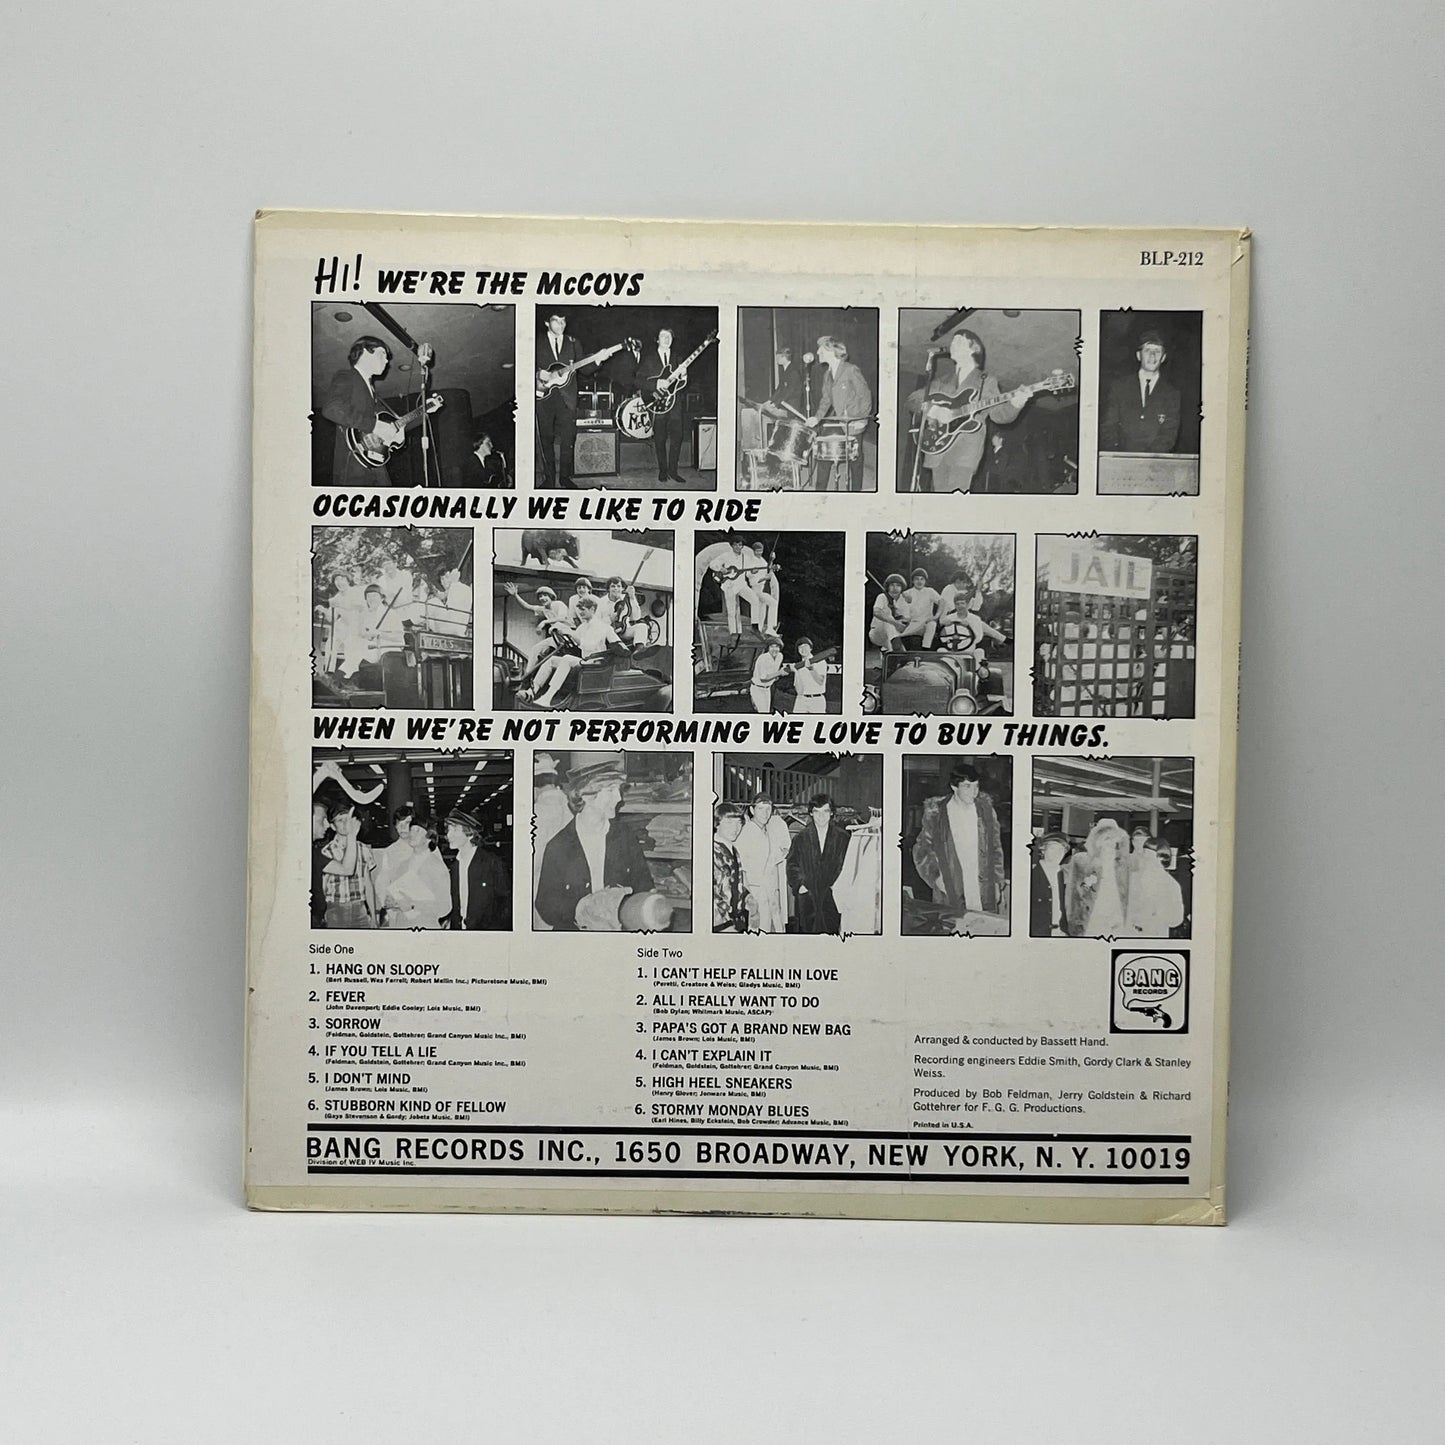 BLP-212
HI! WE'RE THE McCOYS
the
McC
OCCASIONALLY WE LIKE TO RIDE
JAIL
WHEN WE'RE NOT PERFORMING WE LOVE TO BUY THINGS.
Side One
1. HANG ON SLOOPY
(Bert Russell, Wes Farrell; Robert Mellin Inc.; Picturetone Music, BMI)
2. FEVER
(John Davenport; Eddie Cooley; Lois Music, BMI)
3. SORROW
(Feldman, Goldstein, Gottehrer; Grand Canyon Music Inc., BMI)
4. IF YOU TELL A LIE
(Feldman, Goldstein, Gottehrer; Grand Canyon Music Inc., BMI)
5. I DON'T MIND
(James Brown; Lois Music, BMI)
6. STUBBORN KIND OF FELLOW
(Gaye Stevenson & Gordy; Jobete Music, BMI)
Side Two
1. I CAN'T HELP FALLIN IN LOVE
(Peretti, Creatore & Weiss; Gladys Music, BMI)
2. ALL I REALLY WANT TO DO
(Bob Dylan; Whitmark Music, ASCAP)
3. PAPA'S GOT A BRAND NEW BAG
(James Brown; Lois Music, BMI)
4. I CAN'T EXPLAIN IT
(Feldman, Goldstein, Gottehrer; Grand Canyon Music, BMI)
5. HIGH HEEL SNEAKERS
(Henry Glover; Jonware Music, BMI)
6. STORMY MONDAY BLUES
(Earl Hines, Billy Eckstein, Bob Crowder; Advance Music, BMI)
BANG
RECORDS
Arranged & conducted by Bassett Hand.
Recording engineers Eddie Smith, Gordy Clark & Stanley
Weiss.
Produced by Bob Feldman, Jerry Goldstein & Richard
Gottehrer for F. G. G. Productions.
Printed in U.S.A.
BANG RECORDS INC., 1650 BROADWAY, NEW YORK, N. Y. 10019
Division of WEB IV Music Inc.